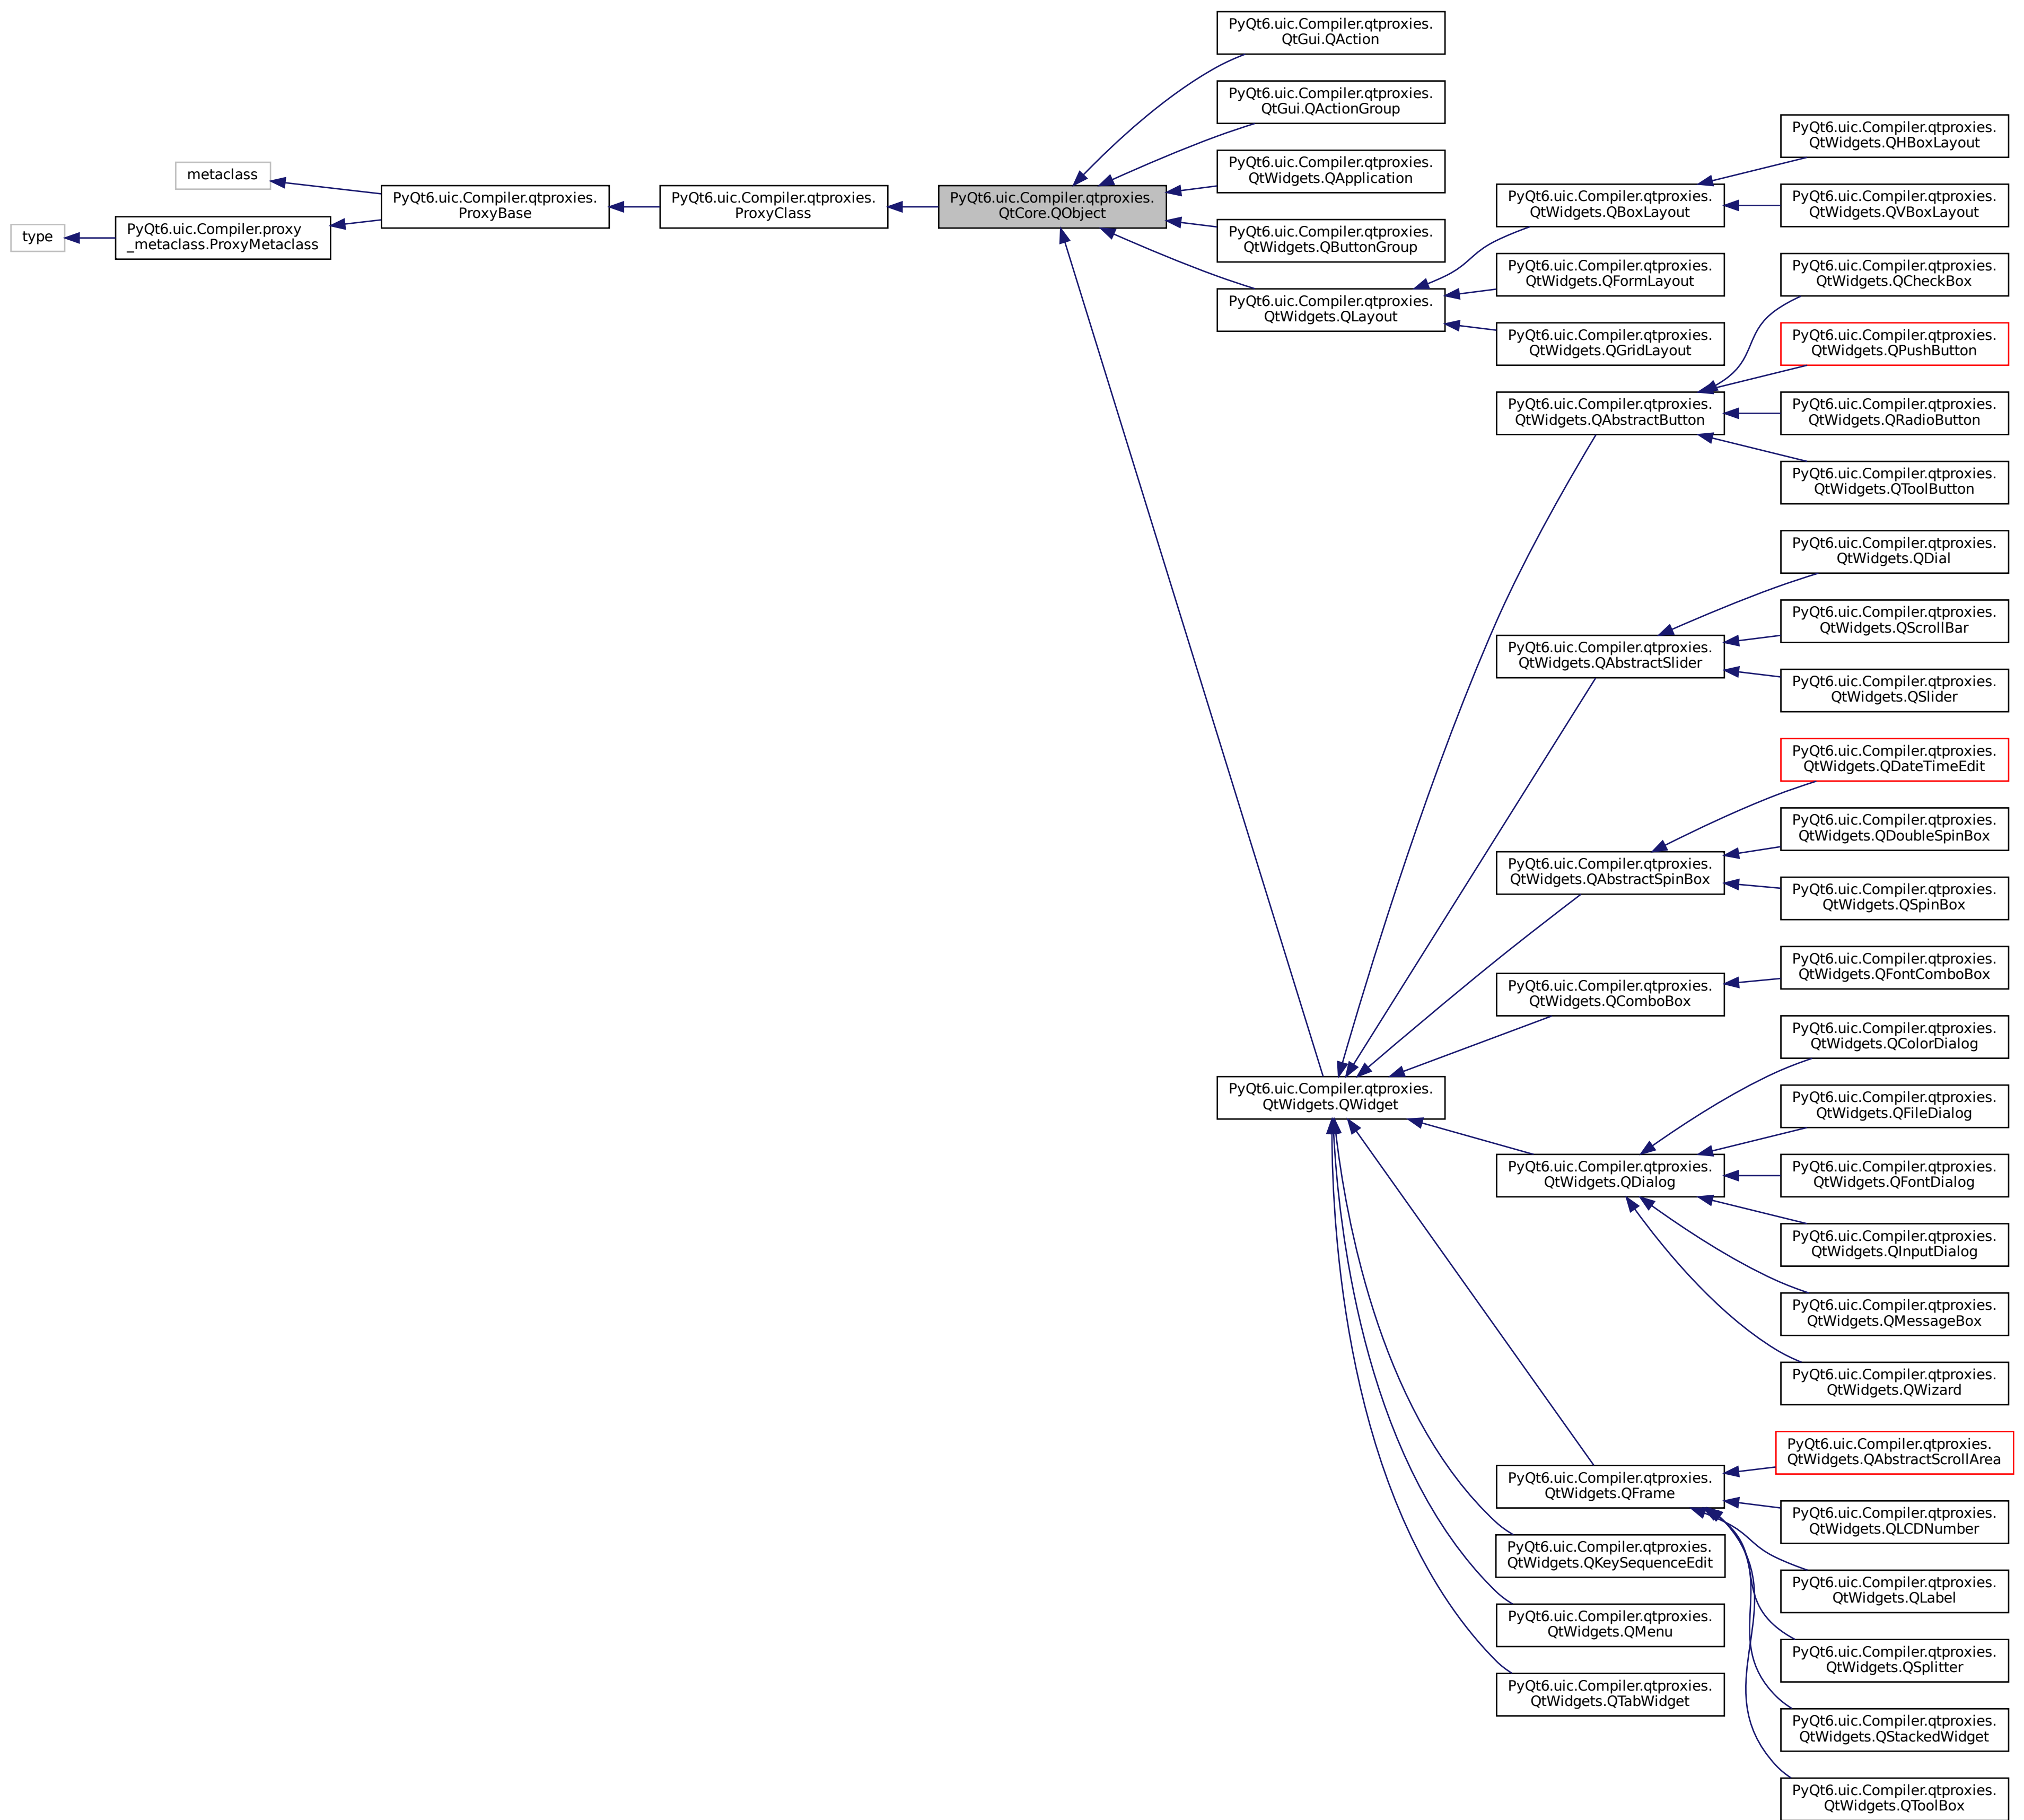 metaclass
type
PyQt6.uic.Compiler.proxy
_metaclass.ProxyMetaclass
PyQt6.uic.Compiler.qtproxies.
ProxyBase
PyQt6.uic.Compiler.qtproxies.
ProxyClass
PyQt6.uic.Compiler.qtproxies.
QtCore.QObject
PyQt6.uic.Compiler.qtproxies.
QtGui.QAction
PyQt6.uic.Compiler.qtproxies.
QtGui.QActionGroup
PyQt6.uic.Compiler.qtproxies.
QtWidgets.QApplication
PyQt6.uic.Compiler.qtproxies.
QtWidgets.QButtonGroup
PyQt6.uic.Compiler.qtproxies.
QtWidgets.QLayout
PyQt6.uic.Compiler.qtproxies.
QtWidgets.QWidget
PyQt6.uic.Compiler.qtproxies.
QtWidgets.QBoxLayout
PyQt6.uic.Compiler.qtproxies.
QtWidgets.QFormLayout
PyQt6.uic.Compiler.qtproxies.
QtWidgets.QGridLayout
PyQt6.uic.Compiler.qtproxies.
QtWidgets.QAbstractButton
PyQt6.uic.Compiler.qtproxies.
QtWidgets.QAbstractSlider
PyQt6.uic.Compiler.qtproxies.
QtWidgets.QAbstractSpinBox
PyQt6.uic.Compiler.qtproxies.
QtWidgets.QComboBox
PyQt6.uic.Compiler.qtproxies.
QtWidgets.QDialog
PyQt6.uic.Compiler.qtproxies.
QtWidgets.QFrame
PyQt6.uic.Compiler.qtproxies.
QtWidgets.QKeySequenceEdit
PyQt6.uic.Compiler.qtproxies.
QtWidgets.QMenu
PyQt6.uic.Compiler.qtproxies.
QtWidgets.QTabWidget
PyQt6.uic.Compiler.qtproxies.
QtWidgets.QHBoxLayout
PyQt6.uic.Compiler.qtproxies.
QtWidgets.QVBoxLayout
PyQt6.uic.Compiler.qtproxies.
QtWidgets.QCheckBox
PyQt6.uic.Compiler.qtproxies.
QtWidgets.QPushButton
PyQt6.uic.Compiler.qtproxies.
QtWidgets.QRadioButton
PyQt6.uic.Compiler.qtproxies.
QtWidgets.QToolButton
PyQt6.uic.Compiler.qtproxies.
QtWidgets.QDial
PyQt6.uic.Compiler.qtproxies.
QtWidgets.QScrollBar
PyQt6.uic.Compiler.qtproxies.
QtWidgets.QSlider
PyQt6.uic.Compiler.qtproxies.
QtWidgets.QDateTimeEdit
PyQt6.uic.Compiler.qtproxies.
QtWidgets.QDoubleSpinBox
PyQt6.uic.Compiler.qtproxies.
QtWidgets.QSpinBox
PyQt6.uic.Compiler.qtproxies.
QtWidgets.QFontComboBox
PyQt6.uic.Compiler.qtproxies.
QtWidgets.QColorDialog
PyQt6.uic.Compiler.qtproxies.
QtWidgets.QFileDialog
PyQt6.uic.Compiler.qtproxies.
QtWidgets.QFontDialog
PyQt6.uic.Compiler.qtproxies.
QtWidgets.QInputDialog
PyQt6.uic.Compiler.qtproxies.
QtWidgets.QMessageBox
PyQt6.uic.Compiler.qtproxies.
QtWidgets.QWizard
PyQt6.uic.Compiler.qtproxies.
QtWidgets.QAbstractScrollArea
PyQt6.uic.Compiler.qtproxies.
QtWidgets.QLCDNumber
PyQt6.uic.Compiler.qtproxies.
QtWidgets.QLabel
PyQt6.uic.Compiler.qtproxies.
QtWidgets.QSplitter
PyQt6.uic.Compiler.qtproxies.
QtWidgets.QStackedWidget
PyQt6.uic.Compiler.qtproxies.
QtWidgets.QToolBox